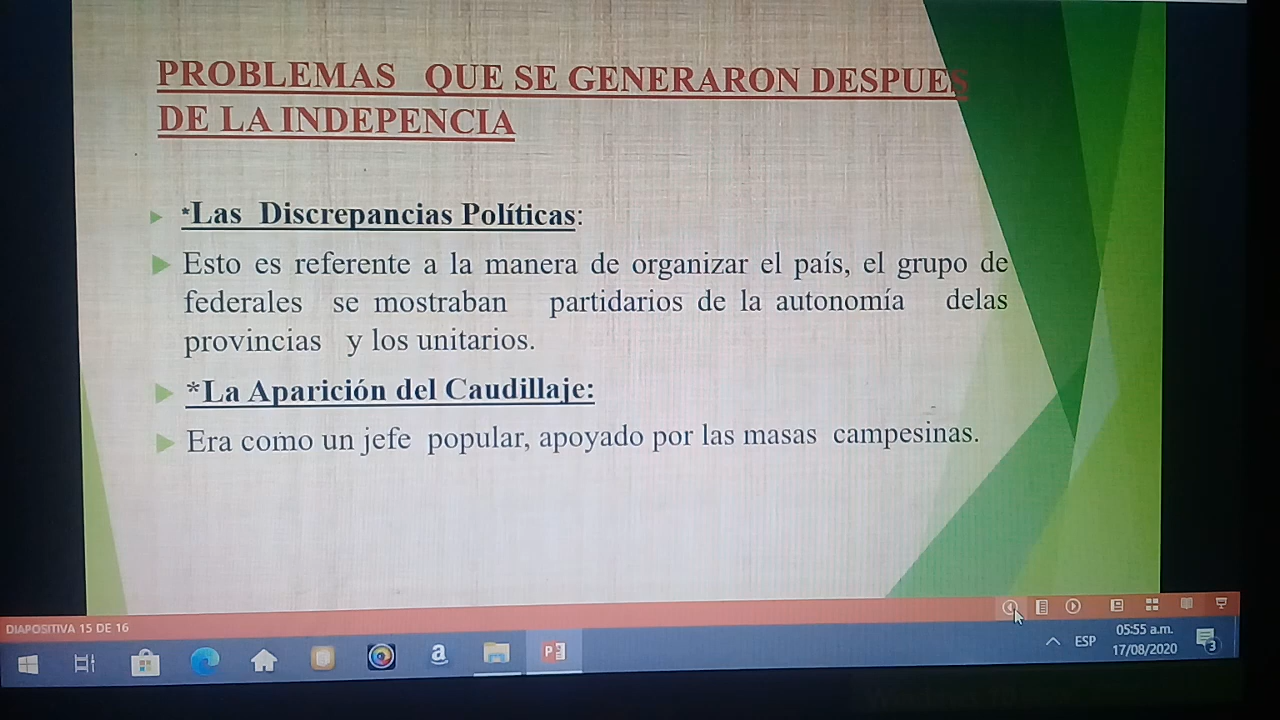 PROBLEMAS QUE SE GENERARON DESPUES
DE LA INDEPENCIA
*Las Discrepancias Políticas:
Esto es referente a la manera de organizar el país, el grupo de
federales se mostraban partidarios de la autonomía delas
provincias y los unitarios.
*La Aparición del Caudillaje:
Era como un jefe popular, apoyado por las masas campesinas.
DIAPOSITIVA 15 DE 16
ESP
05:55 a.m.
17/08/2020
3